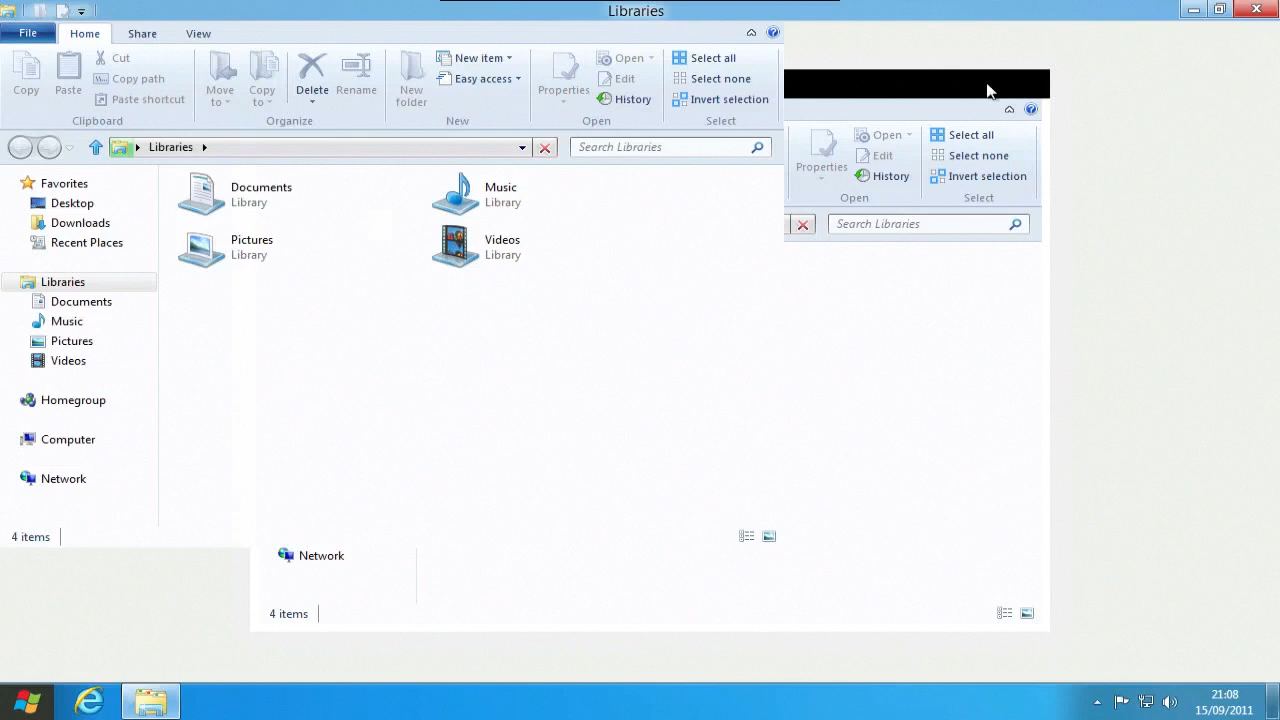 Libraries
File Home Share View
Copy
Paste
Cut
Copy path
Paste shortcut
Clipboard
Move to
Copy to
Delete
Rename
Organize
New folder
New item
Easy access
New
Properties
Open
Edit
History
Open
Select all
Select none
Invert selection
Select
Properties
Open
Edit
History
Open
Select all
Select none
Invert selection
Select
Libraries
Search Libraries
Search Libraries
Favorites
Desktop
Downloads
Recent Places
Libraries
Documents
Music
Pictures
Videos
Homegroup
Computer
Network
Documents
Library
Music
Library
Pictures
Library
Videos
Library
4 items
Network
4 items
21:08
15/09/2011